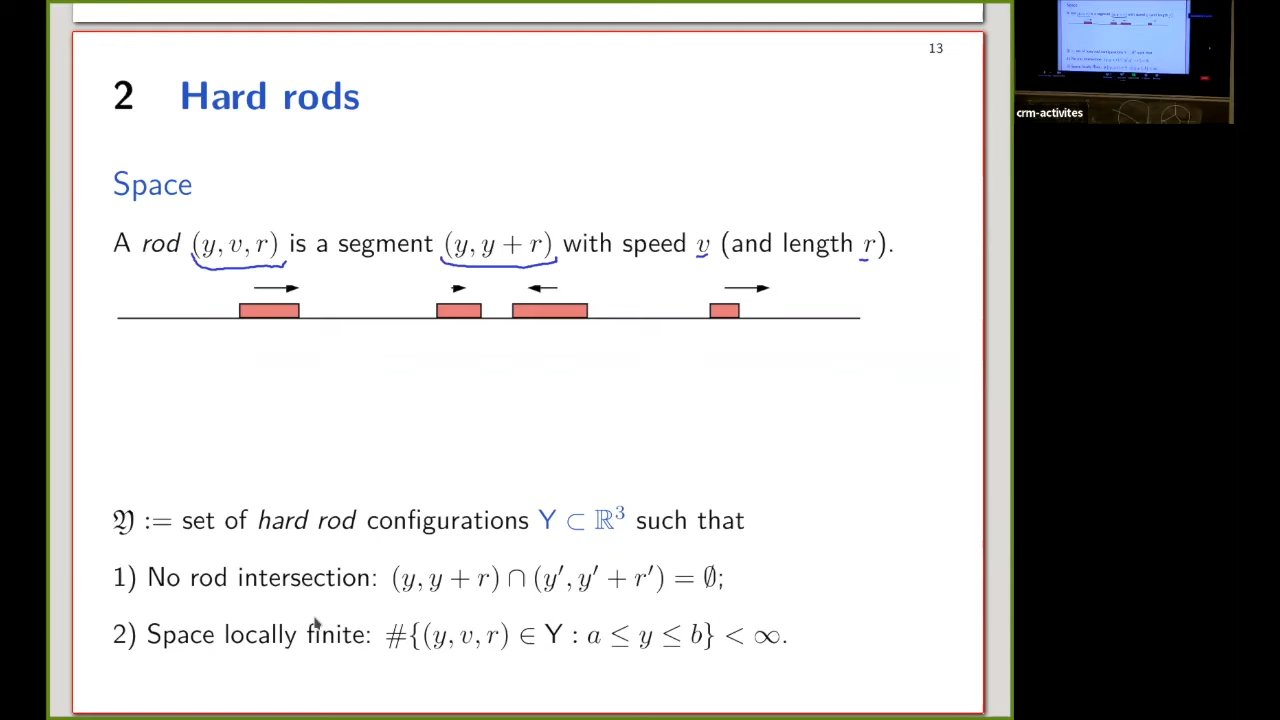 13
2 Hard rods
Space
A rod (y, v, r) is a segment (y, y + r) with speed v (and length r).
𝔜 := set of hard rod configurations Y ⊂ ℝ³ such that
1) No rod intersection: (y, y + r) ∩ (y′, y′ + r′) = ∅;
2) Space locally finite: #{(y, v, r) ∈ Y : a ≤ y ≤ b} < ∞.
crm-activites